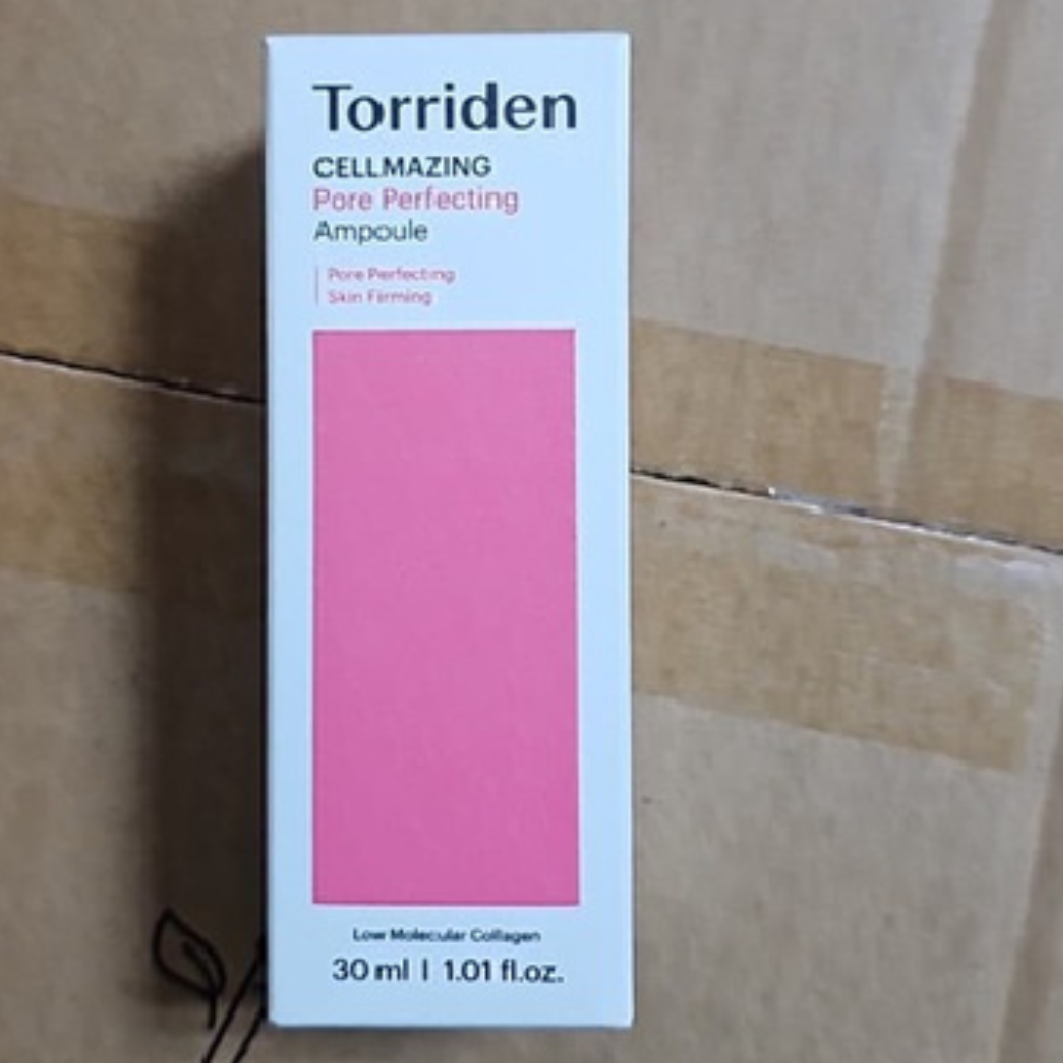 Torriden
CELLMAZING
Pore Perfecting
Ampoule
Pore Perfecting
Skin Firming
Low Molecular Collagen
30 ml | 1.01 fl.oz.